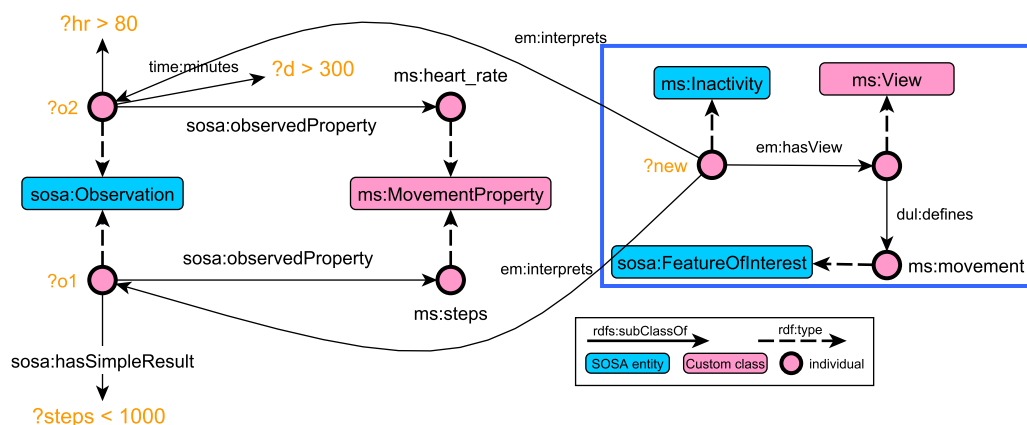 ?hr > 80
em:interprets
time:minutes
?d > 300
ms:heart_rate
ms:Inactivity
ms:View
?o2
sosa:observedProperty
em:hasView
?new
sosa:Observation
ms:MovementProperty
dul:defines
sosa:observedProperty
em:interprets
sosa:FeatureOfInterest
ms:movement
?o1
ms:steps
rdfs:subClassOf
rdf:type
sosa:hasSimpleResult
SOSA entity
Custom class
individual
?steps < 1000